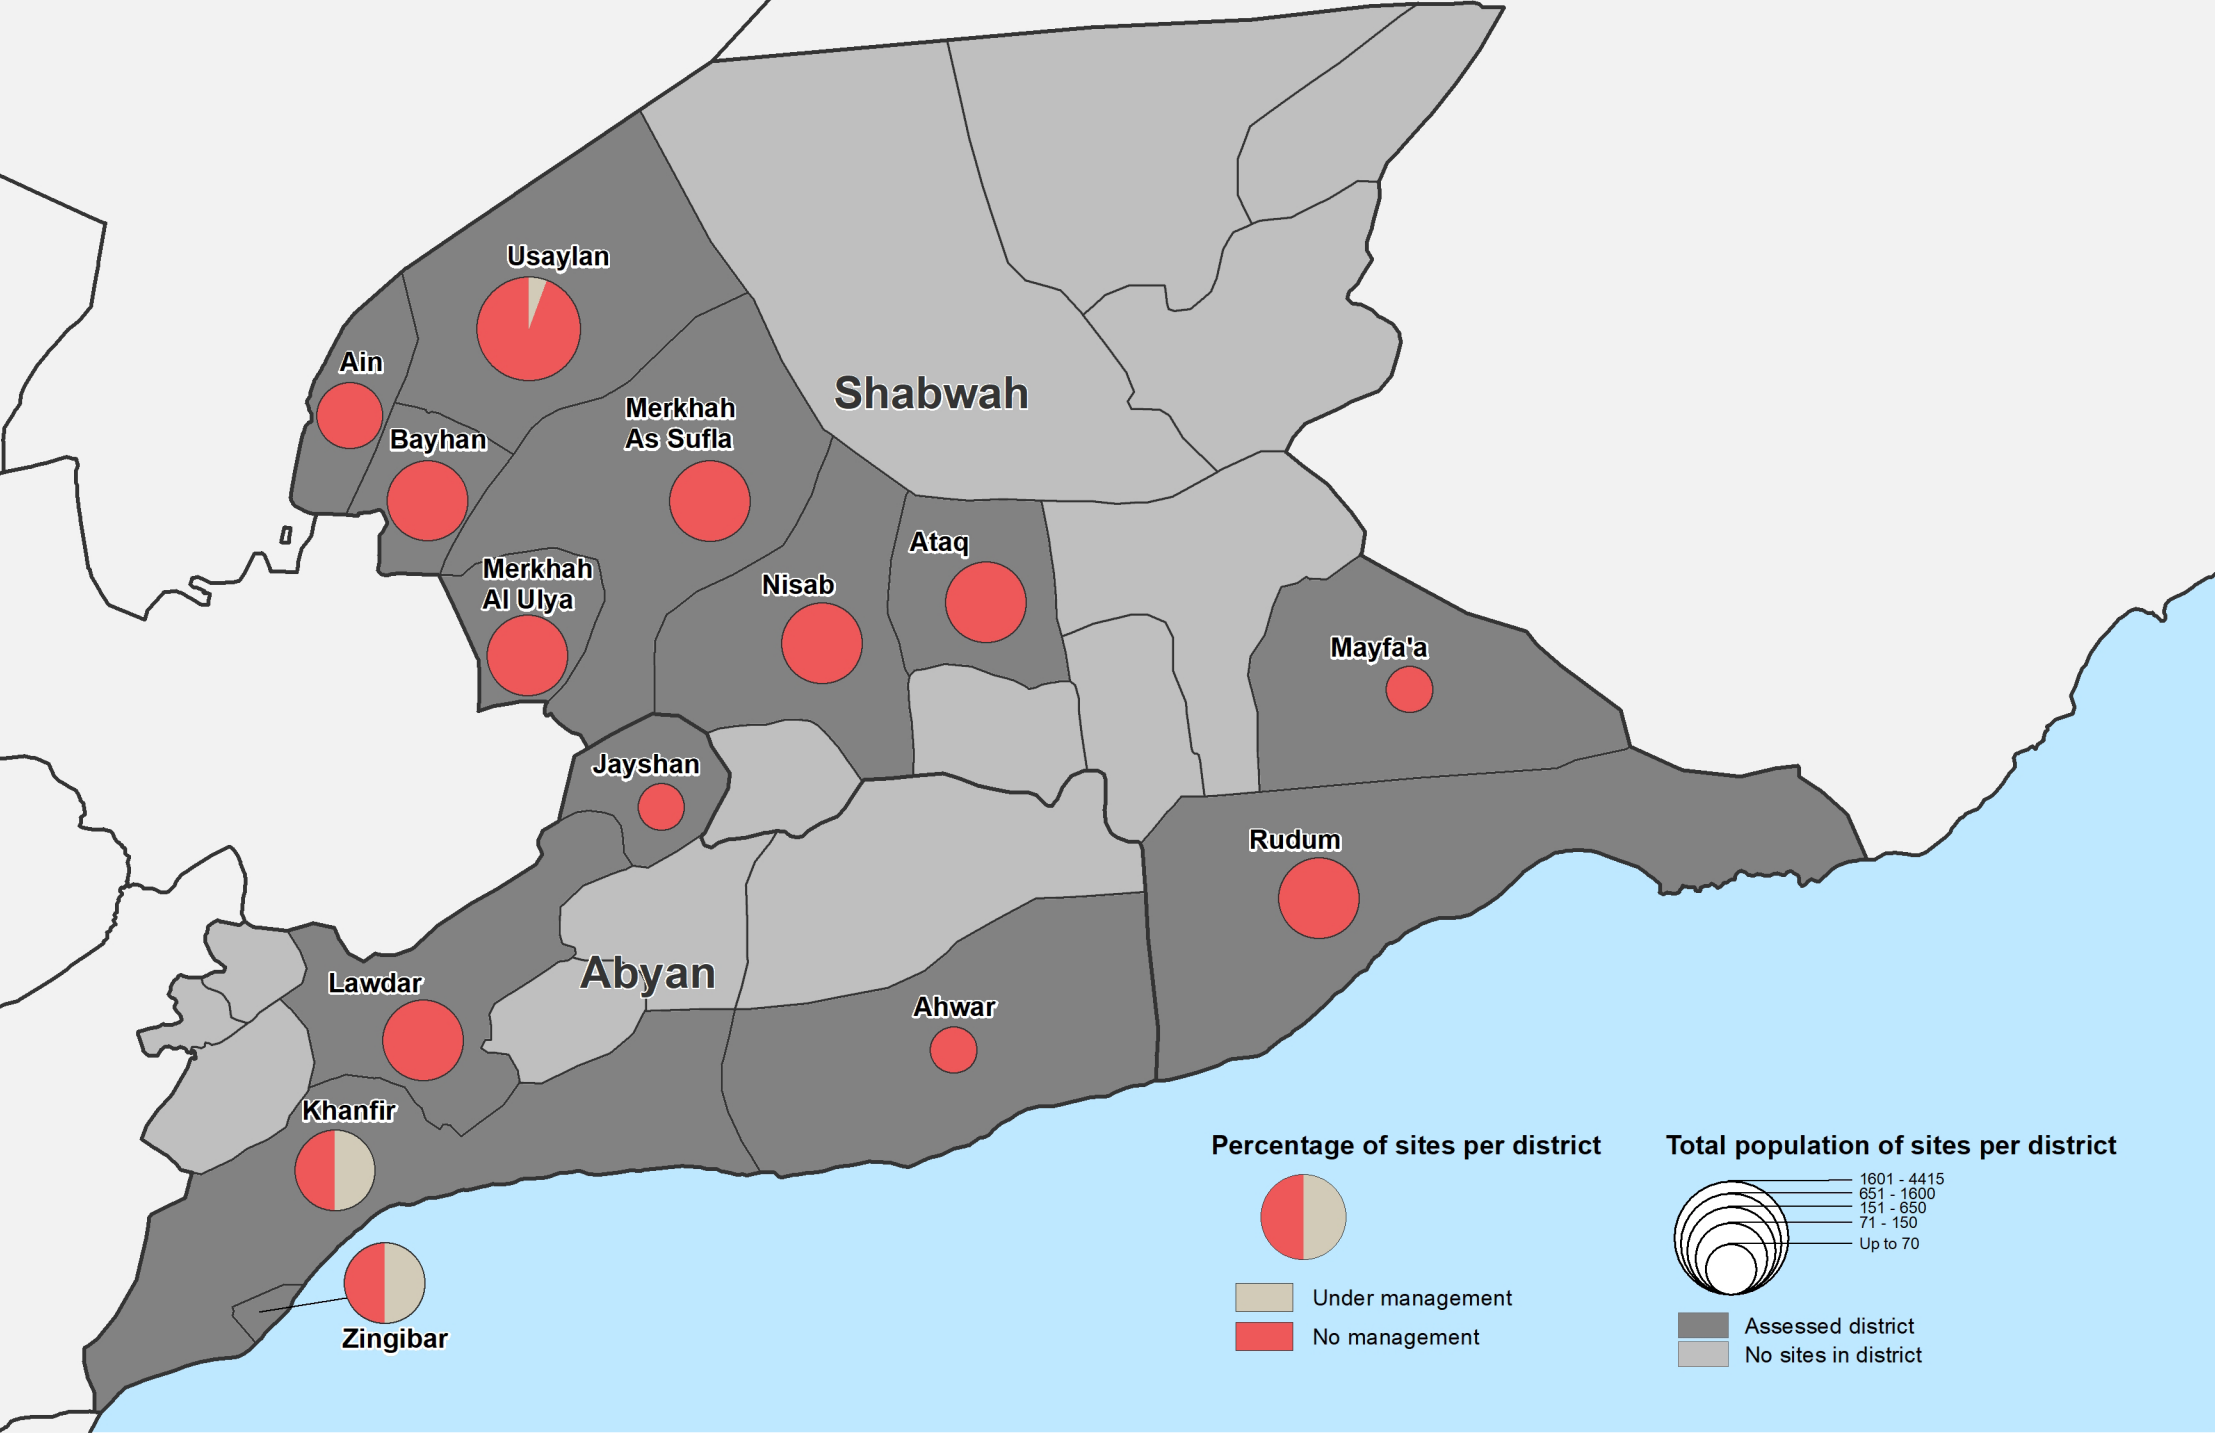 Usaylan
Ain
Shabwah
Merkhah
As Sufla
Bayhan
Ataq
Merkhah
Al Ulya
Nisab
Mayfa'a
Jayshan
Rudum
Abyan
Lawdar
Ahwar
Khanfir
Zingibar
Percentage of sites per district
Under management
No management
Total population of sites per district
1601 - 4415
651 - 1600
151 - 650
71 - 150
Up to 70
Assessed district
No sites in district